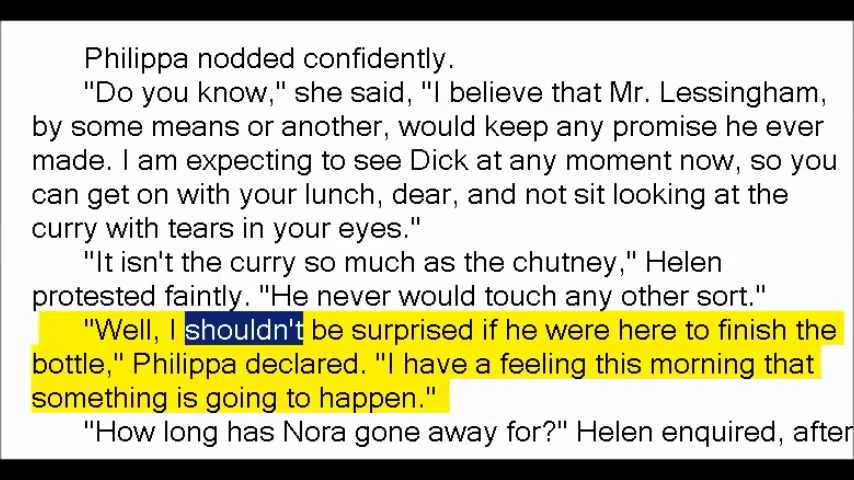 Philippa nodded confidently.
"Do you know," she said, "I believe that Mr. Lessingham,
by some means or another, would keep any promise he ever
made. I am expecting to see Dick at any moment now, so you
can get on with your lunch, dear, and not sit looking at the
curry with tears in your eyes."
"It isn't the curry so much as the chutney," Helen
protested faintly. "He never would touch any other sort."
"Well, I shouldn't be surprised if he were here to finish the
bottle," Philippa declared. "I have a feeling this morning that
something is going to happen."
"How long has Nora gone away for?" Helen enquired, after